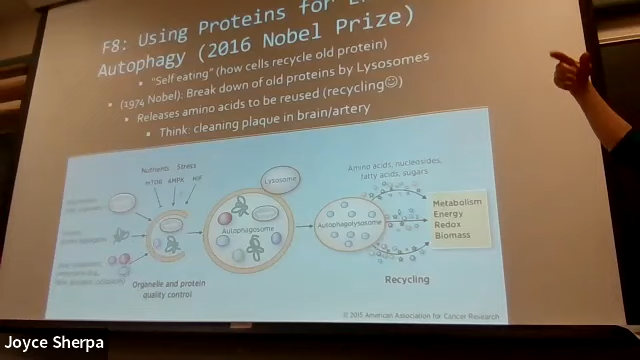 F8: Using Proteins for
Autophagy (2016 Nobel Prize)
▪ "Self eating" (how cells recycle old protein)
▪ (1974 Nobel): Break down of old proteins by Lysosomes
▪ Releases amino acids to be reused (recycling☺)
▪ Think: cleaning plaque in brain/artery
Nutrients Stress
mTOR AMPK HIF
Lysosome
Autophagosome
Amino acids, nucleosides,
fatty acids, sugars
Autophagolysosome
Metabolism
Energy
Redox
Biomass
Organelle and protein
quality control
Recycling
© 2015 American Association for Cancer Research
Joyce Sherpa